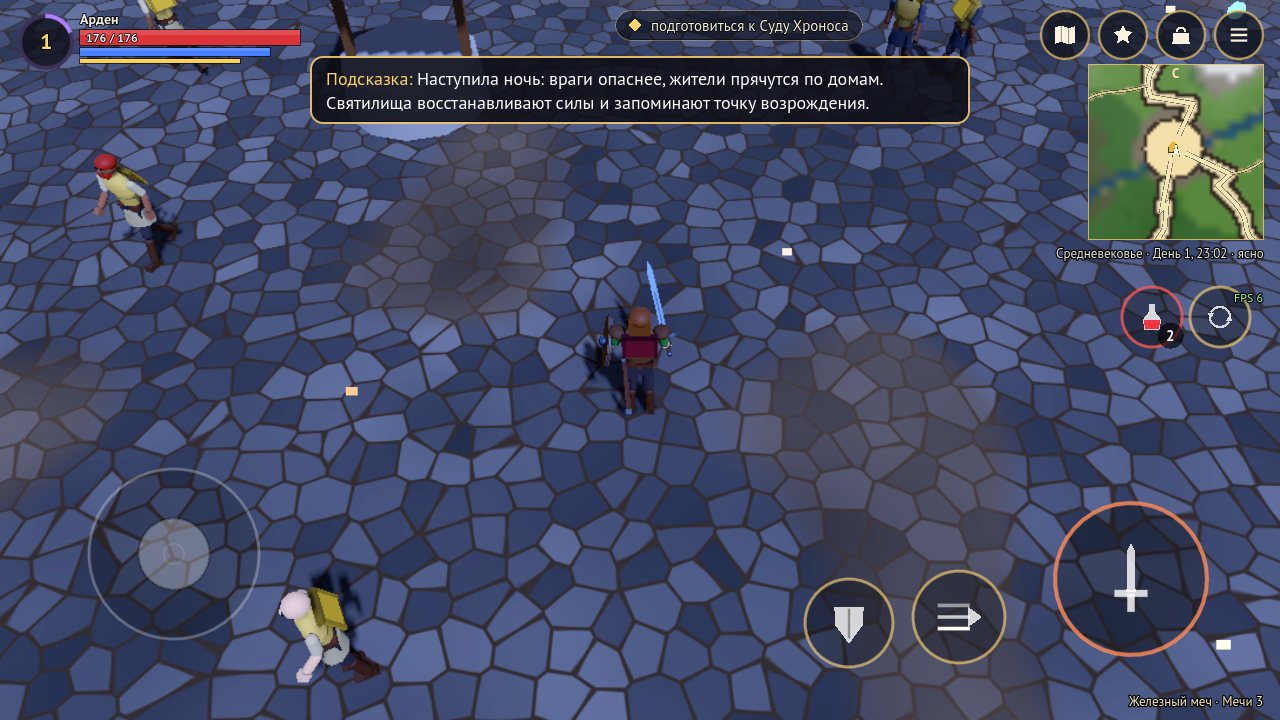 Арден
1
176 / 176
подготовиться к Суду Хроноса
Подсказка: Наступила ночь: враги опаснее, жители прячутся по домам.
Святилища восстанавливают силы и запоминают точку возрождения.
С
Средневековье · День 1, 23:02 · ясно
FPS 6
2
Железный меч · Мечи 3